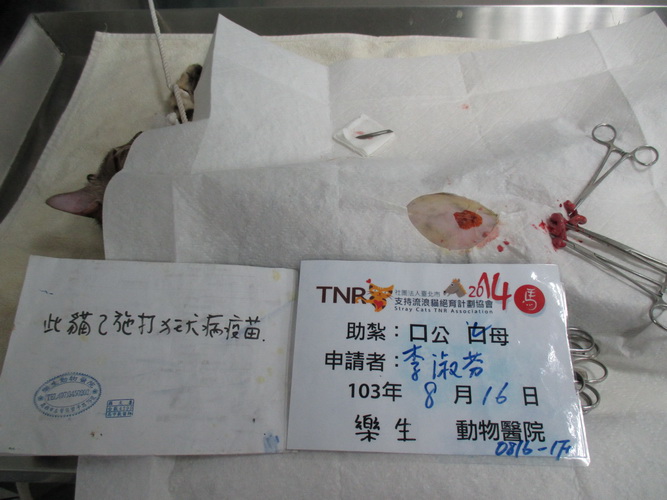 此貓已施打狂犬病疫苗.
TNR
社團法人臺北市
支持流浪貓絕育計劃協會
Stray Cats TNR Association
2014
馬
助紮：口公 口母
申請者：李淑芬
103年 8 月 16 日
樂生 動物醫院
0816-17